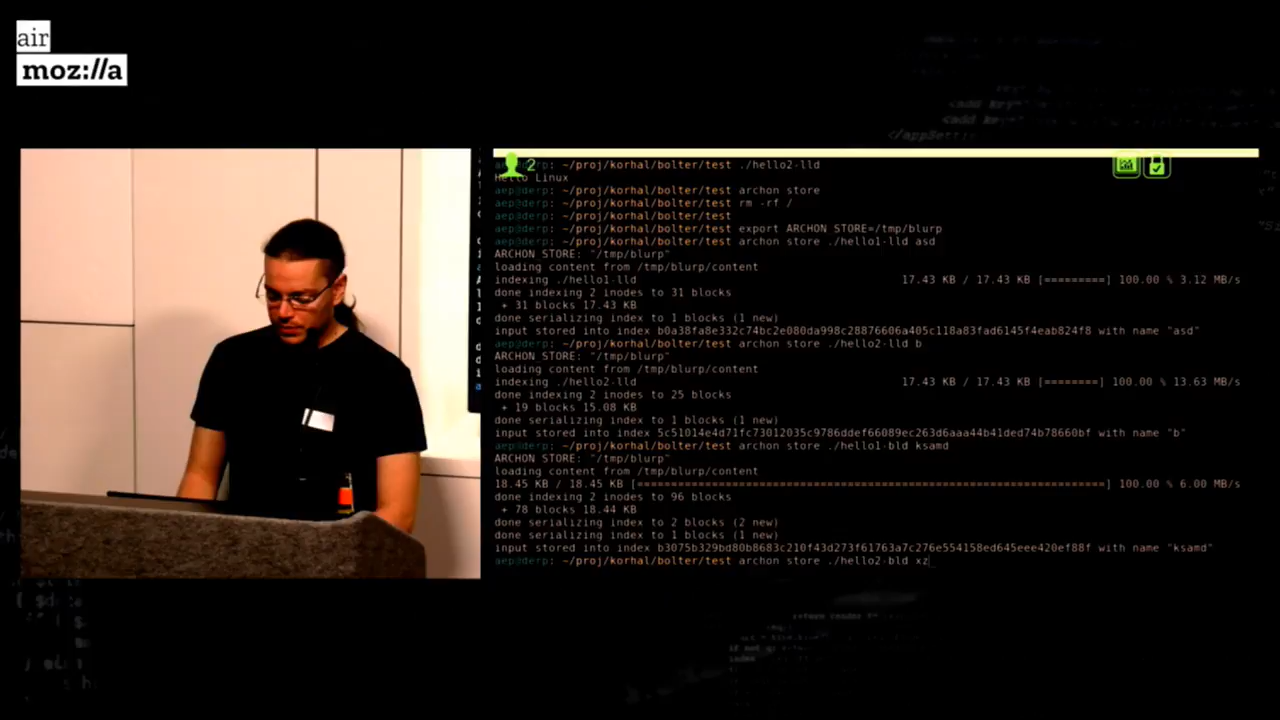 air
moz://a
<add key=
<add key=
</appSett
2
aep@derp: ~/proj/korhal/bolter/test ./hello2-lld
Hello Linux
aep@derp: ~/proj/korhal/bolter/test archon store
aep@derp: ~/proj/korhal/bolter/test rm -rf /
aep@derp: ~/proj/korhal/bolter/test
aep@derp: ~/proj/korhal/bolter/test export ARCHON_STORE=/tmp/blurp
aep@derp: ~/proj/korhal/bolter/test archon store ./hello1-lld asd
ARCHON_STORE: "/tmp/blurp"
loading content from /tmp/blurp/content
indexing ./hello1-lld 17.43 KB / 17.43 KB [=========] 100.00 % 3.12 MB/s
done indexing 2 inodes to 31 blocks
+ 31 blocks 17.43 KB
done serializing index to 1 blocks (1 new)
input stored into index b0a38fa8e332c74bc2e080da998c28876606a405c118a83fad6145f4eab824f8 with name "asd"
aep@derp: ~/proj/korhal/bolter/test archon store ./hello2-lld b
ARCHON_STORE: "/tmp/blurp"
loading content from /tmp/blurp/content
indexing ./hello2-lld 17.43 KB / 17.43 KB [========] 100.00 % 13.63 MB/s
done indexing 2 inodes to 25 blocks
+ 19 blocks 15.08 KB
done serializing index to 1 blocks (1 new)
input stored into index 5c51014e4d71fc73012035c9786ddef66089ec263d6aaa44b41ded74b78660bf with name "b"
aep@derp: ~/proj/korhal/bolter/test archon store ./hello1-bld ksamd
ARCHON_STORE: "/tmp/blurp"
loading content from /tmp/blurp/content
18.45 KB / 18.45 KB [==========================================================================================] 100.00 % 6.00 MB/s
done indexing 2 inodes to 96 blocks
+ 78 blocks 18.44 KB
done serializing index to 2 blocks (2 new)
done serializing index to 1 blocks (1 new)
input stored into index b3075b329bd80b8683c210f43d273f61763a7c276e554158ed645eee420ef88f with name "ksamd"
aep@derp: ~/proj/korhal/bolter/test archon store ./hello2-bld xz